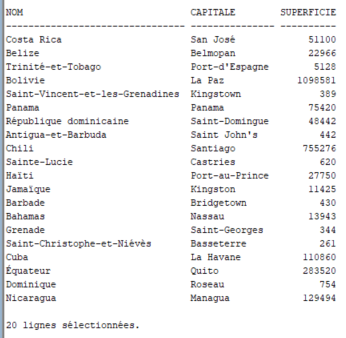 NOM CAPITALE SUPERFICIE
------------------------------ --------------- ----------
Costa Rica San José 51100
Belize Belmopan 22966
Trinité-et-Tobago Port-d'Espagne 5128
Bolivie La Paz 1098581
Saint-Vincent-et-les-Grenadines Kingstown 389
Panama Panama 75420
République dominicaine Saint-Domingue 48442
Antigua-et-Barbuda Saint John's 442
Chili Santiago 755276
Sainte-Lucie Castries 620
Haïti Port-au-Prince 27750
Jamaïque Kingston 11425
Barbade Bridgetown 430
Bahamas Nassau 13943
Grenade Saint-Georges 344
Saint-Christophe-et-Niévès Basseterre 261
Cuba La Havane 110860
Équateur Quito 283520
Dominique Roseau 754
Nicaragua Managua 129494
20 lignes sélectionnées.